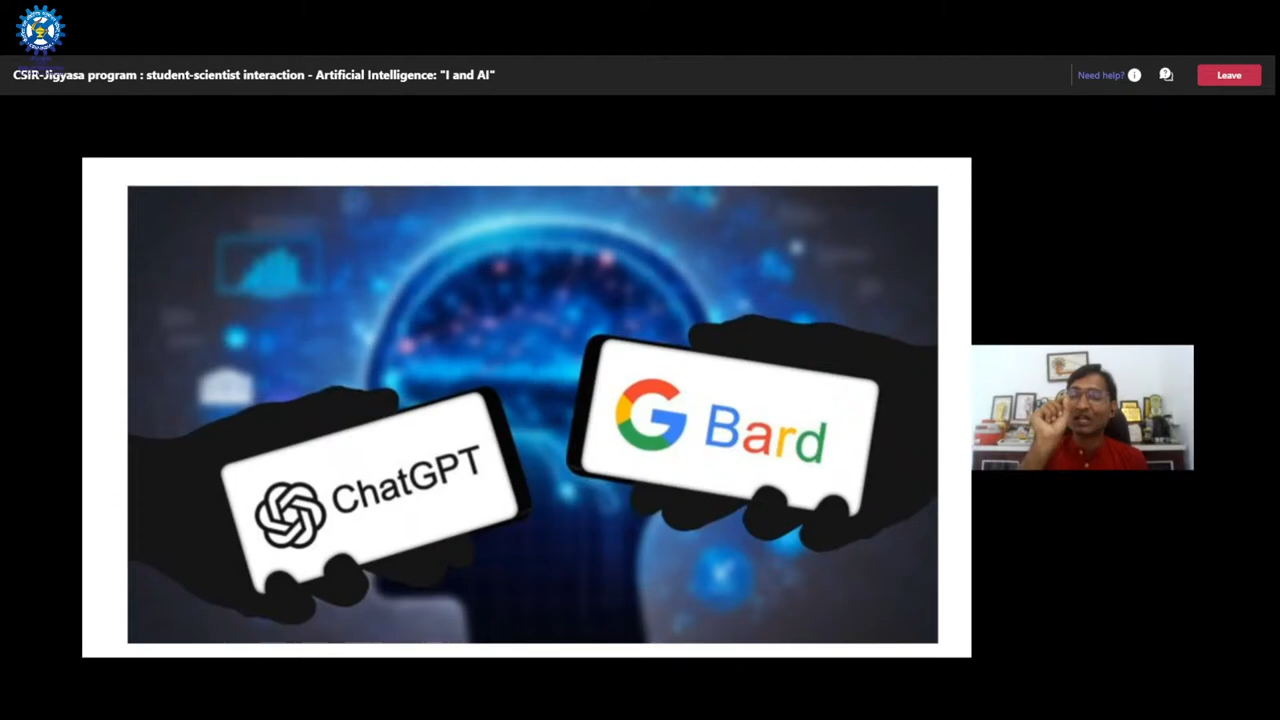 CSIR-Jigyasa program : student-scientist interaction - Artificial Intelligence: "I and AI"
Need help?
Leave
G Bard
ChatGPT